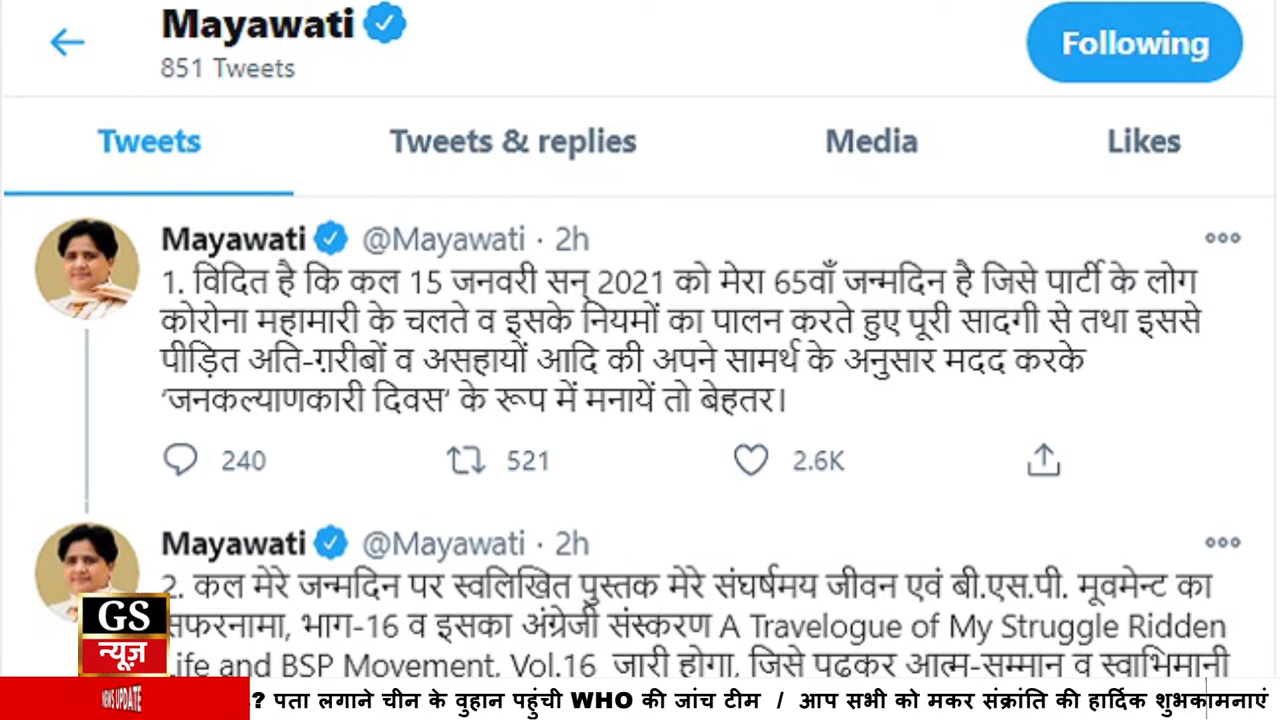 Mayawati
851 Tweets
Following
Tweets
Tweets & replies
Media
Likes
Mayawati @Mayawati · 2h
1. विदित है कि कल 15 जनवरी सन् 2021 को मेरा 65वाँ जन्मदिन है जिसे पार्टी के लोग
कोरोना महामारी के चलते व इसके नियमों का पालन करते हुए पूरी सादगी से तथा इससे
पीड़ित अति-ग़रीबों व असहायों आदि की अपने सामर्थ के अनुसार मदद करके
‘जनकल्याणकारी दिवस‘ के रूप में मनायें तो बेहतर।
240
521
2.6K
Mayawati @Mayawati · 2h
2. कल मेरे जन्मदिन पर स्वलिखित पुस्तक मेरे संघर्षमय जीवन एवं बी.एस.पी. मूवमेन्ट का
सफरनामा, भाग-16 व इसका अंग्रेजी संस्करण A Travelogue of My Struggle Ridden
Life and BSP Movement, Vol.16 जारी होगा, जिसे पढ़कर आत्म-सम्मान व स्वाभिमानी
GS
न्यूज़
NEWS UPDATE
? पता लगाने चीन के वुहान पहुंची WHO की जांच टीम / आप सभी को मकर संक्रांति की हार्दिक शुभकामनाएं